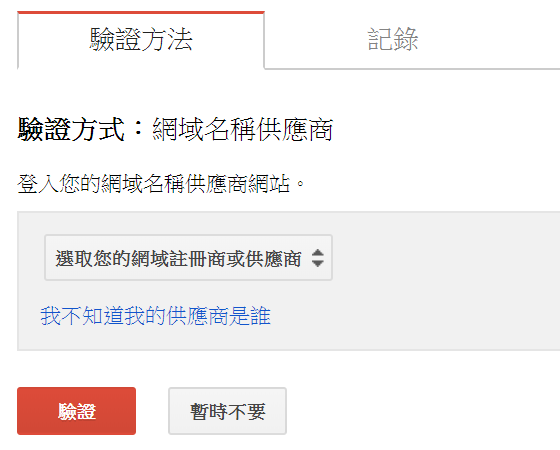 驗證方法
記錄
驗證方式：網域名稱供應商
登入您的網域名稱供應商網站。
選取您的網域註冊商或供應商
我不知道我的供應商是誰
驗證
暫時不要